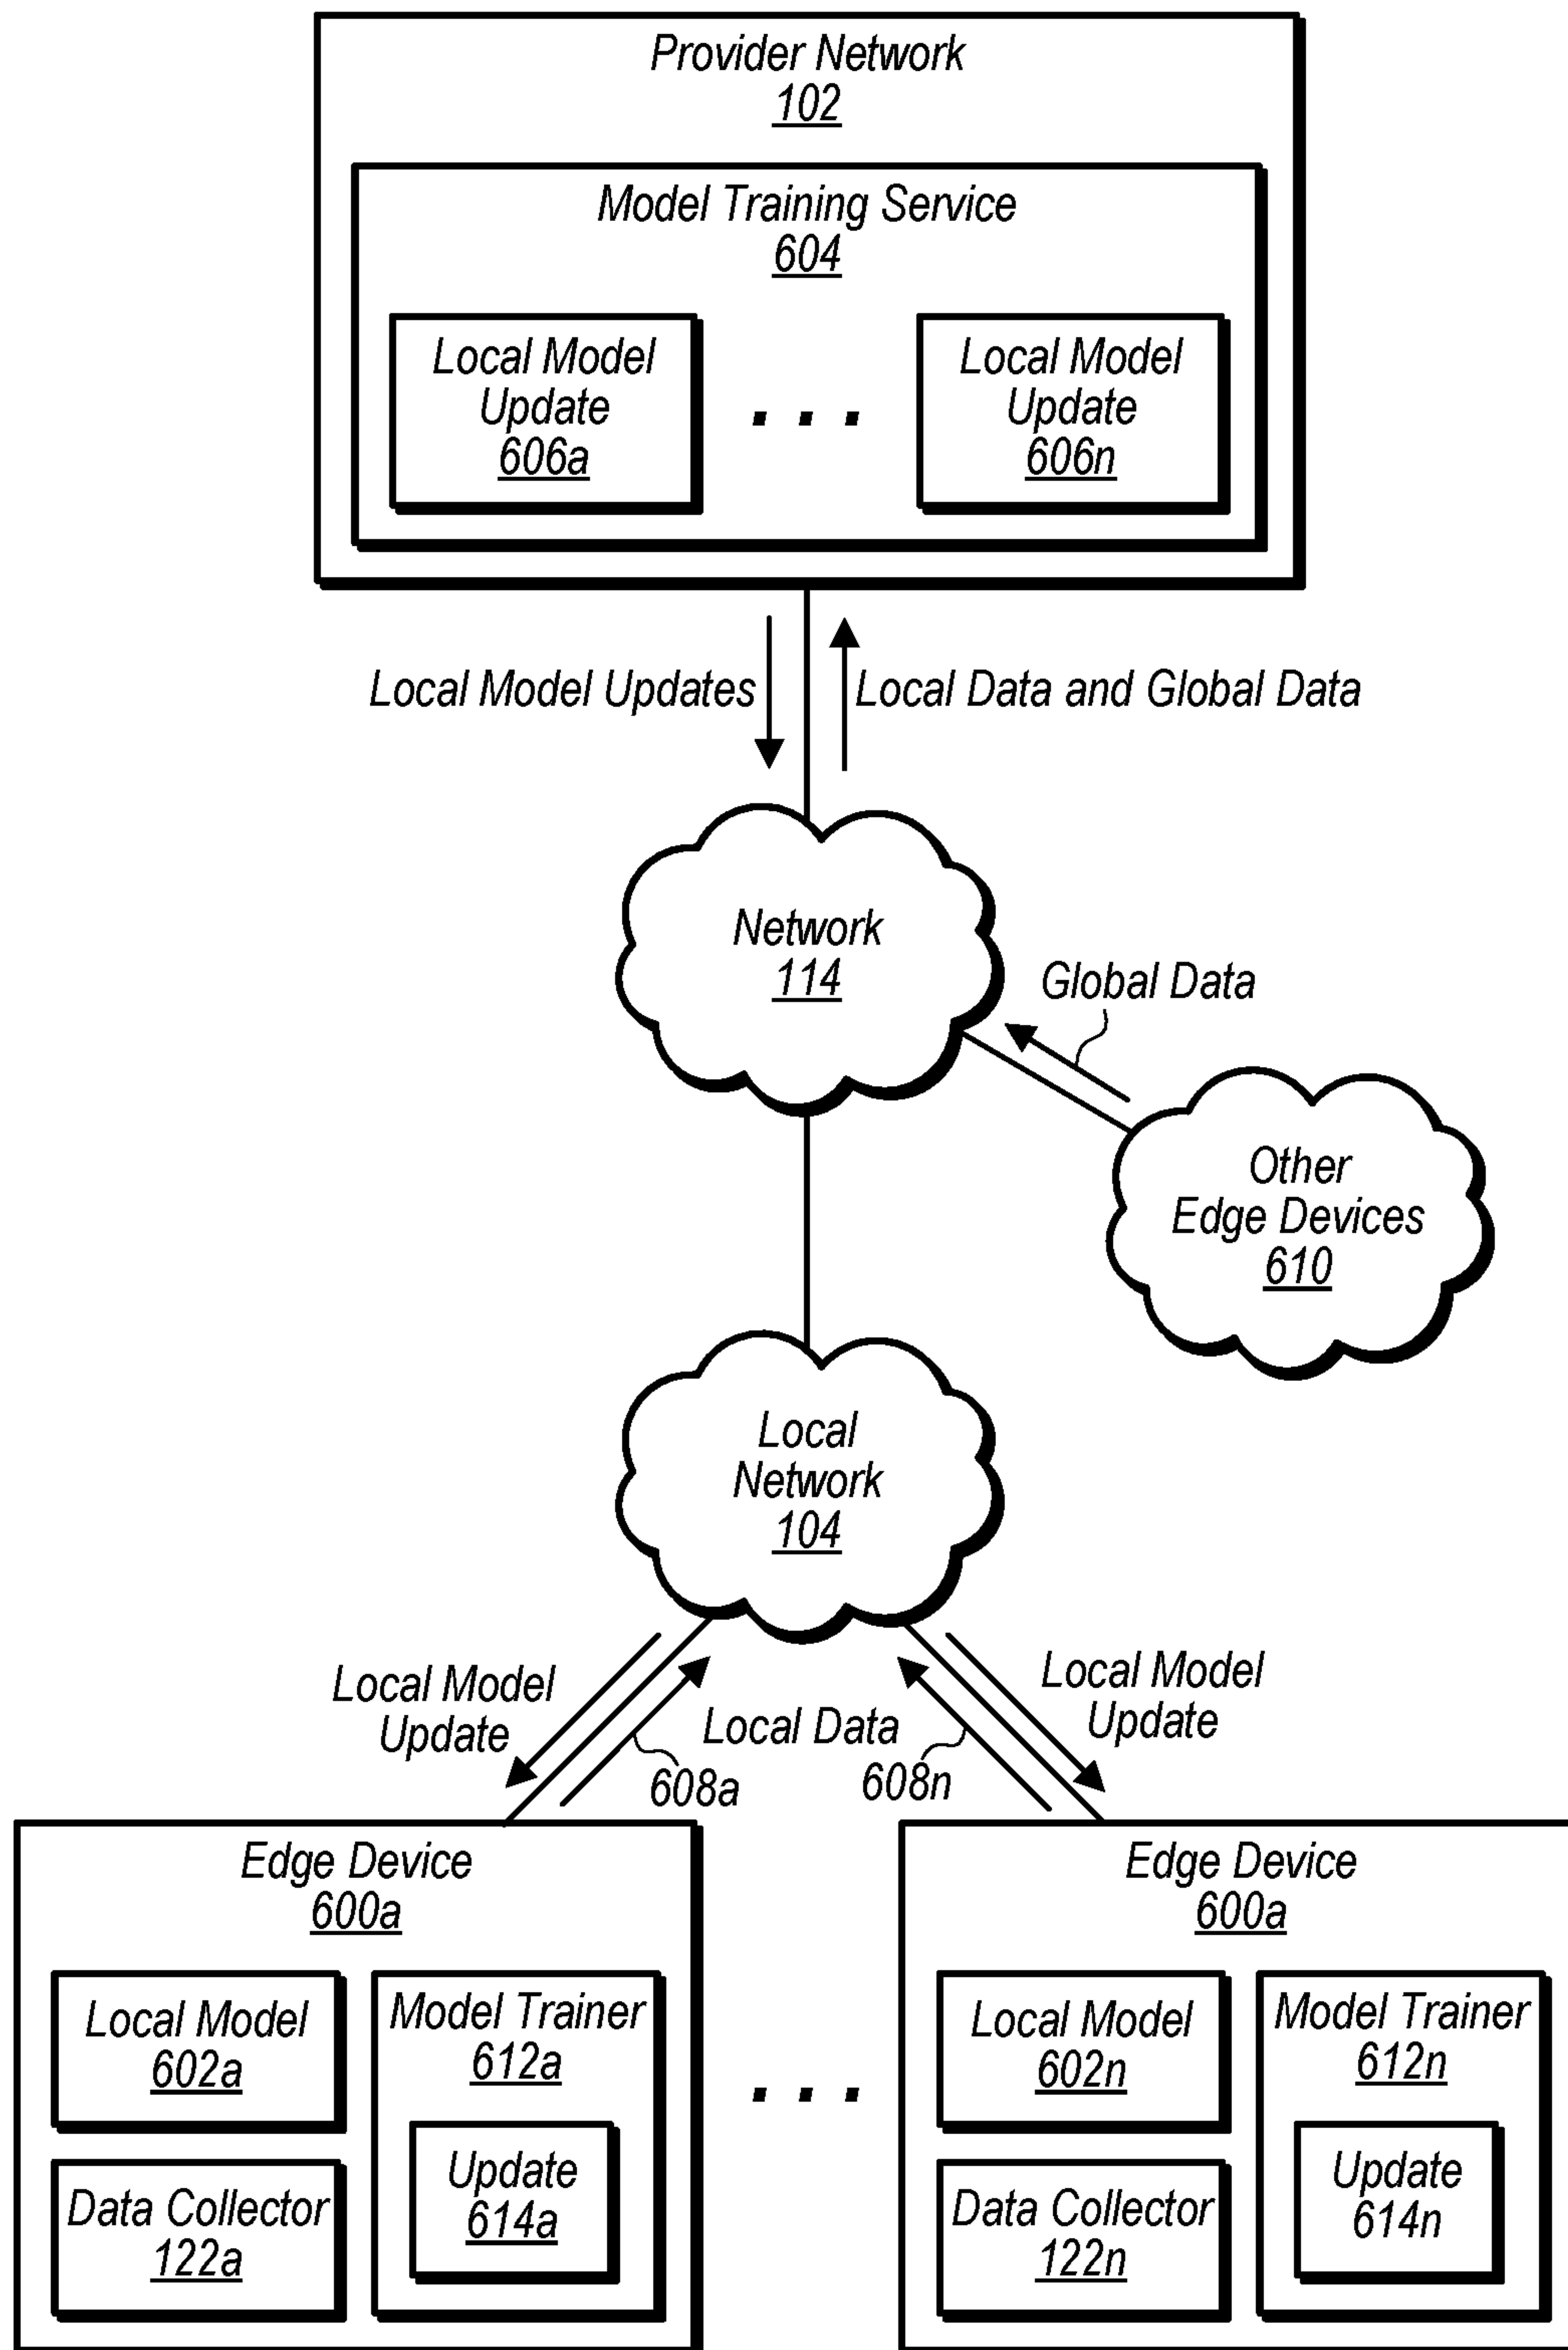 Provider Network
102
Model Training Service
604
Local Model
Update
606a
. . .
Local Model
Update
606n
Local Model Updates
Local Data and Global Data
Network
114
Global Data
Other
Edge Devices
610
Local
Network
104
Local Model
Update
Local Data
608a
608n
Local Model
Update
Edge Device
600a
Local Model
602a
Data Collector
122a
Model Trainer
612a
Update
614a
. . .
Edge Device
600a
Local Model
602n
Data Collector
122n
Model Trainer
612n
Update
614n